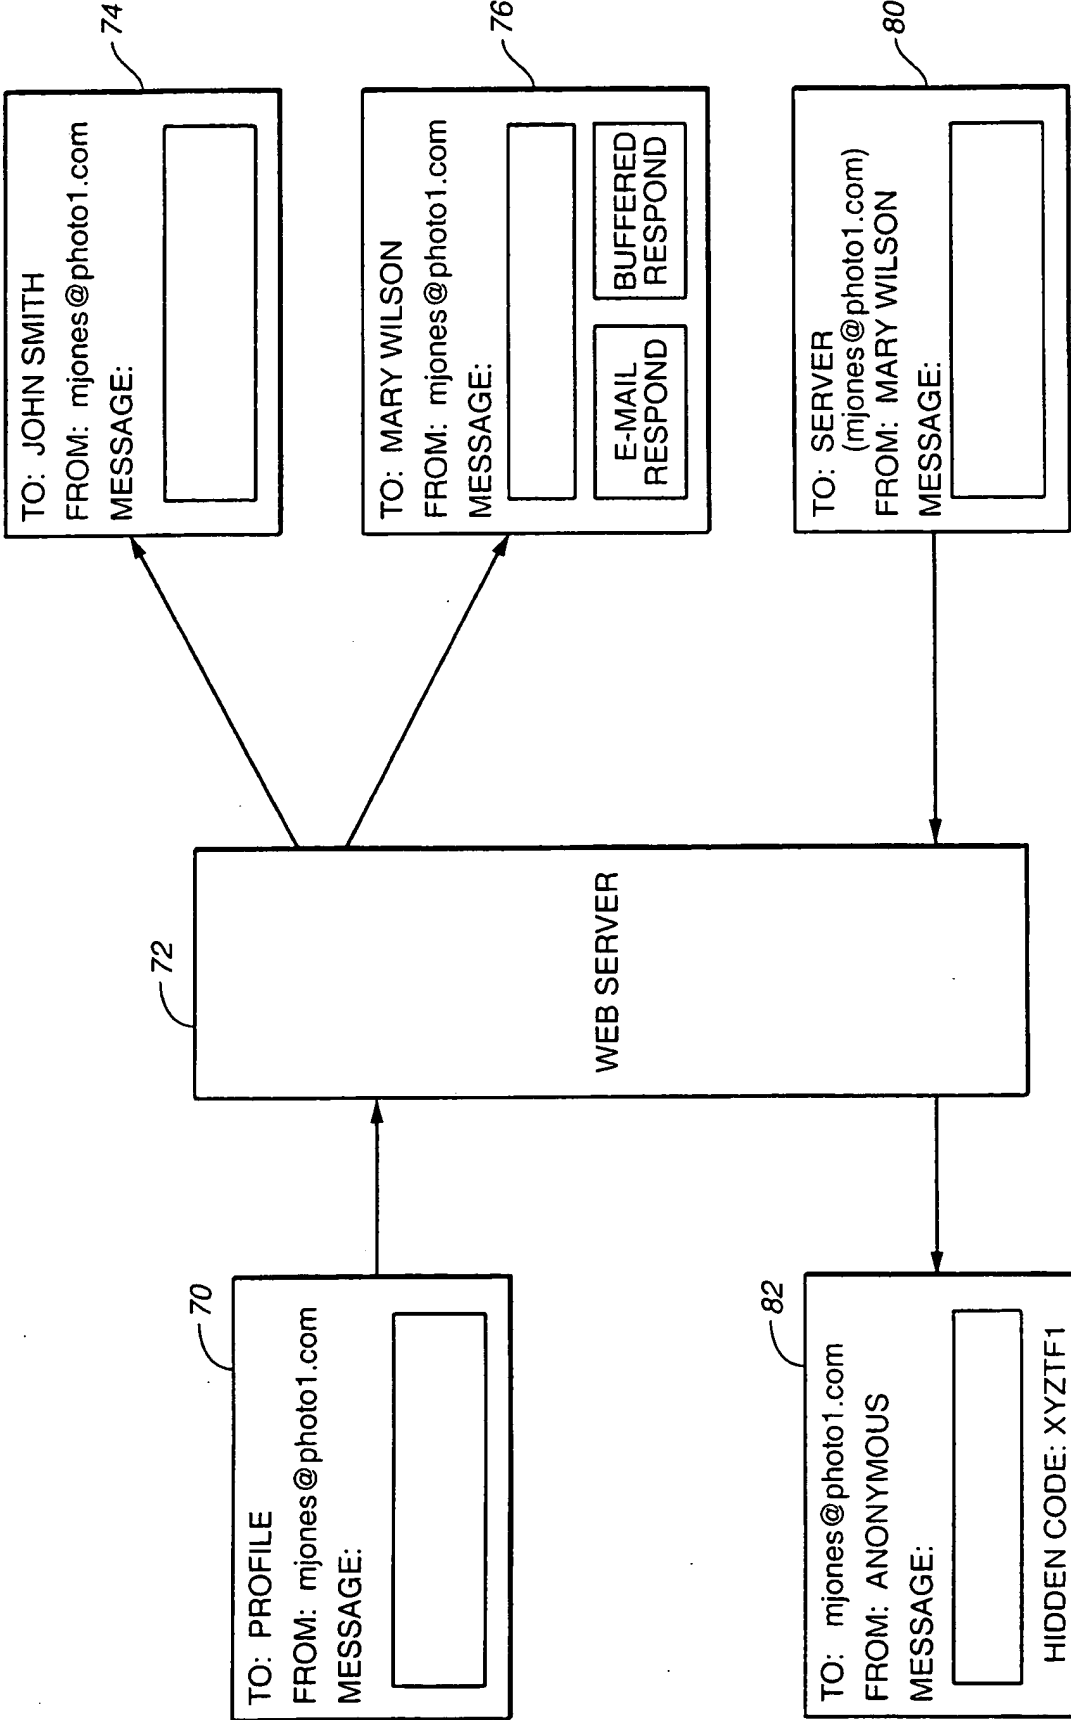 70
TO: PROFILE
FROM: mjones@photo1.com
MESSAGE:
72
WEB SERVER
74
TO: JOHN SMITH
FROM: mjones@photo1.com
MESSAGE:
76
TO: MARY WILSON
FROM: mjones@photo1.com
MESSAGE:
E-MAIL
RESPOND
BUFFERED
RESPOND
80
TO: SERVER
(mjones@photo1.com)
FROM: MARY WILSON
MESSAGE:
82
TO: mjones@photo1.com
FROM: ANONYMOUS
MESSAGE:
HIDDEN CODE: XYZTF1